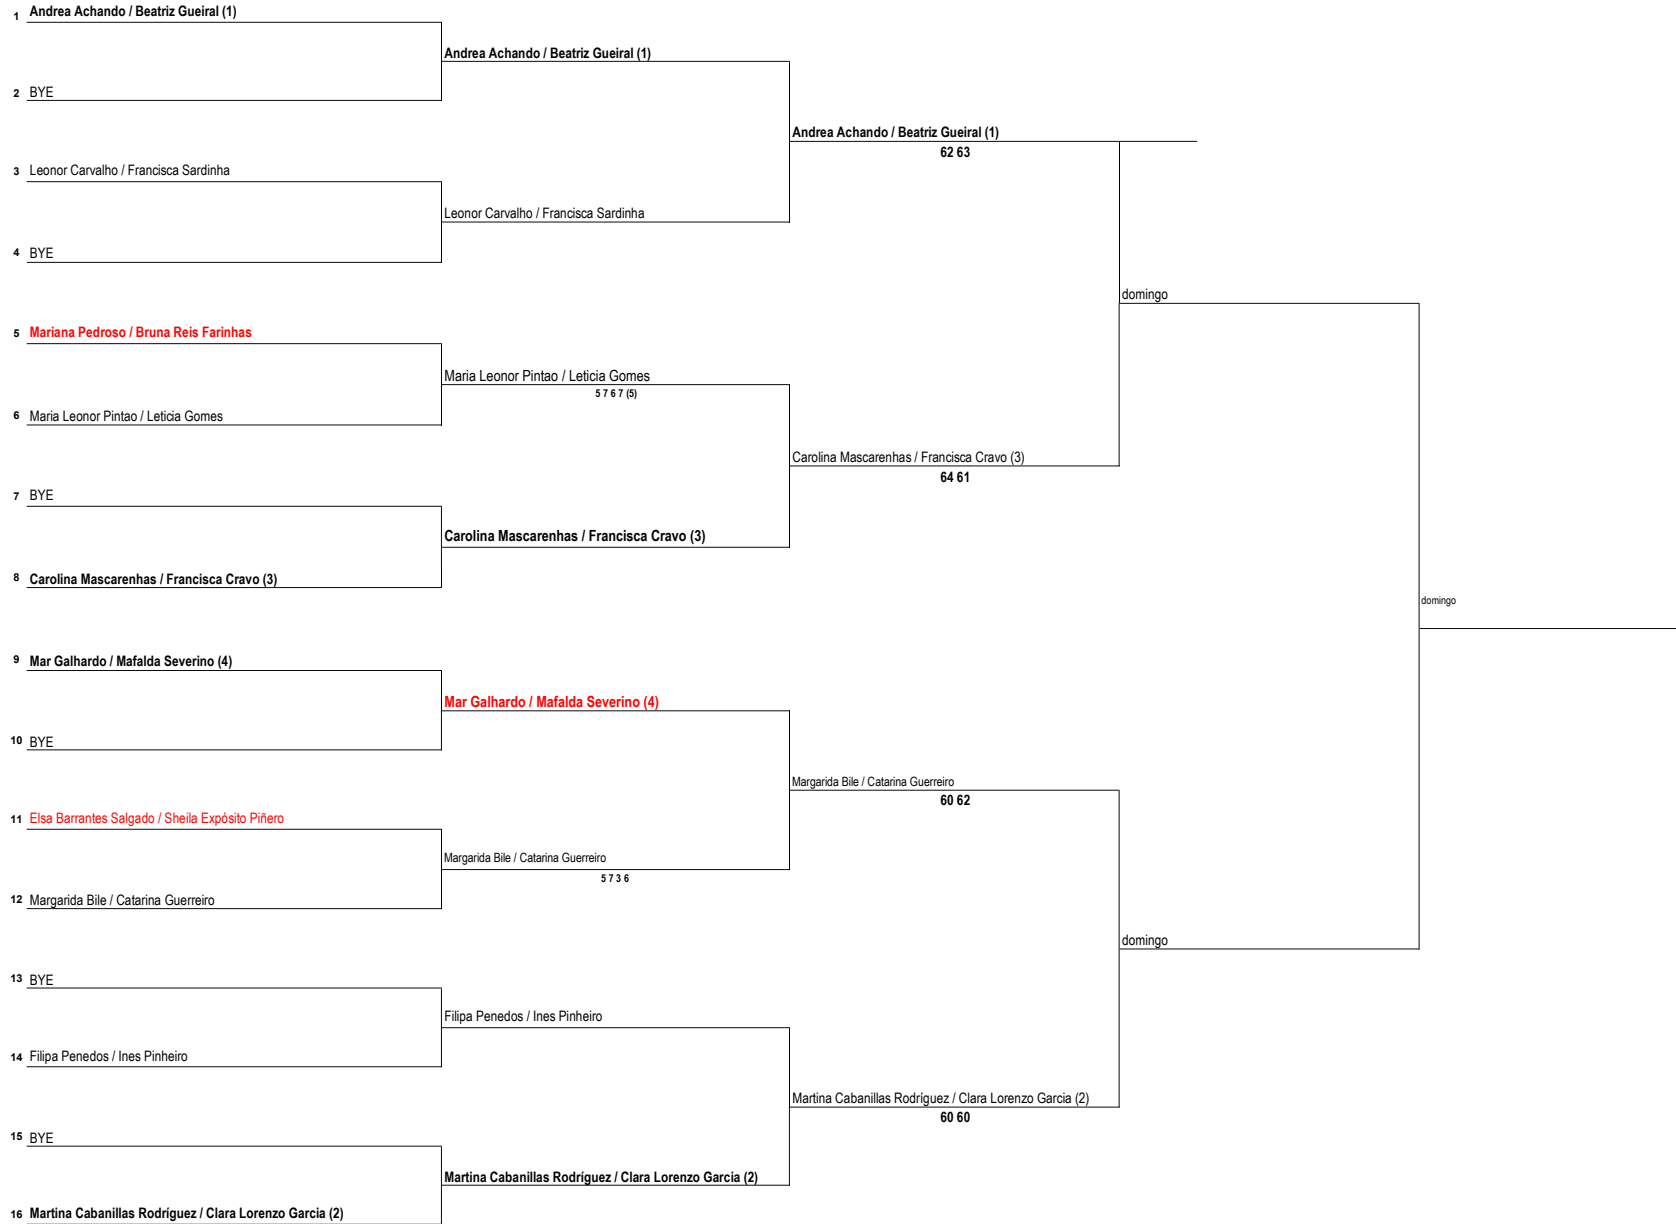 1 Andrea Achando / Beatriz Gueiral (1)
Andrea Achando / Beatriz Gueiral (1)
2 BYE
Andrea Achando / Beatriz Gueiral (1)
62 63
3 Leonor Carvalho / Francisca Sardinha
Leonor Carvalho / Francisca Sardinha
4 BYE
domingo
5 Mariana Pedroso / Bruna Reis Farinhas
Maria Leonor Pintao / Leticia Gomes
5 7 6 7 (5)
6 Maria Leonor Pintao / Leticia Gomes
Carolina Mascarenhas / Francisca Cravo (3)
64 61
7 BYE
Carolina Mascarenhas / Francisca Cravo (3)
8 Carolina Mascarenhas / Francisca Cravo (3)
domingo
9 Mar Galhardo / Mafalda Severino (4)
Mar Galhardo / Mafalda Severino (4)
10 BYE
Margarida Bile / Catarina Guerreiro
60 62
11 Elsa Barrantes Salgado / Sheila Expósito Piñero
Margarida Bile / Catarina Guerreiro
5 7 3 6
12 Margarida Bile / Catarina Guerreiro
domingo
13 BYE
Filipa Penedos / Ines Pinheiro
14 Filipa Penedos / Ines Pinheiro
Martina Cabanillas Rodríguez / Clara Lorenzo Garcia (2)
60 60
15 BYE
Martina Cabanillas Rodríguez / Clara Lorenzo Garcia (2)
16 Martina Cabanillas Rodríguez / Clara Lorenzo Garcia (2)